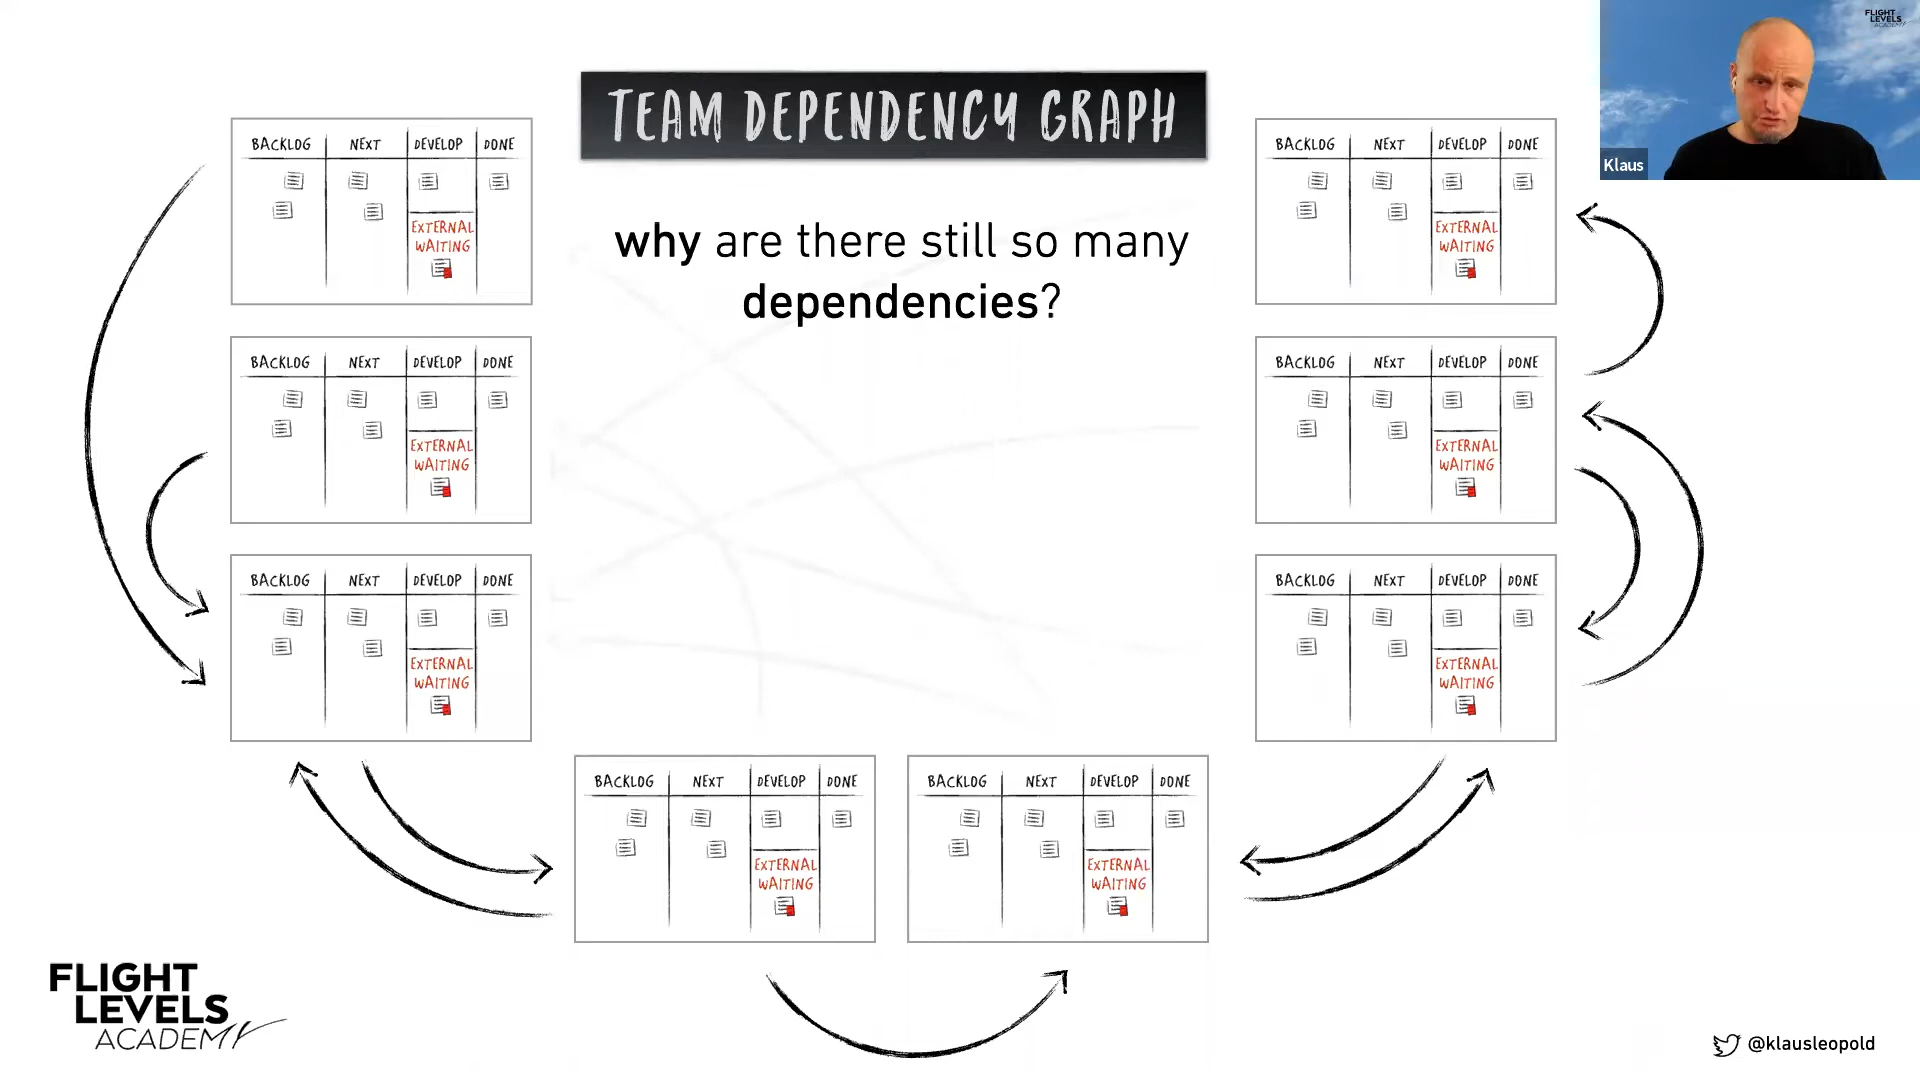 TEAM DEPENDENCY GRAPH
why are there still so many
dependencies?
BACKLOG NEXT DEVELOP DONE
EXTERNAL
WAITING
BACKLOG NEXT DEVELOP DONE
EXTERNAL
WAITING
BACKLOG NEXT DEVELOP DONE
EXTERNAL
WAITING
BACKLOG NEXT DEVELOP DONE
EXTERNAL
WAITING
BACKLOG NEXT DEVELOP DONE
EXTERNAL
WAITING
BACKLOG NEXT DEVELOP DONE
EXTERNAL
WAITING
BACKLOG NEXT DEVELOP DONE
EXTERNAL
WAITING
BACKLOG NEXT DEVELOP DONE
EXTERNAL
WAITING
FLIGHT
LEVELS
ACADEMY
Klaus
FLIGHT
LEVELS
ACADEMY
@klausleopold